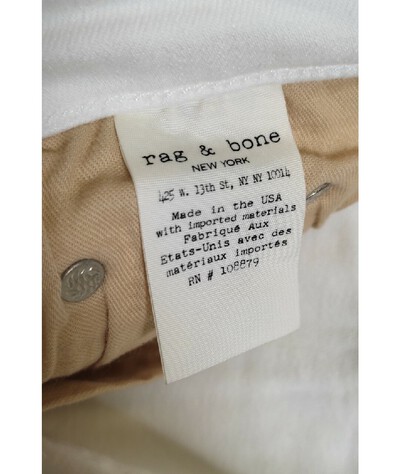 rag & bone
NEW YORK
425 W. 13th St, NY NY 10014
Made in the USA
with imported materials
Fabriqué Aux
Etats-Unis avec des
matériaux importés
RN # 108879